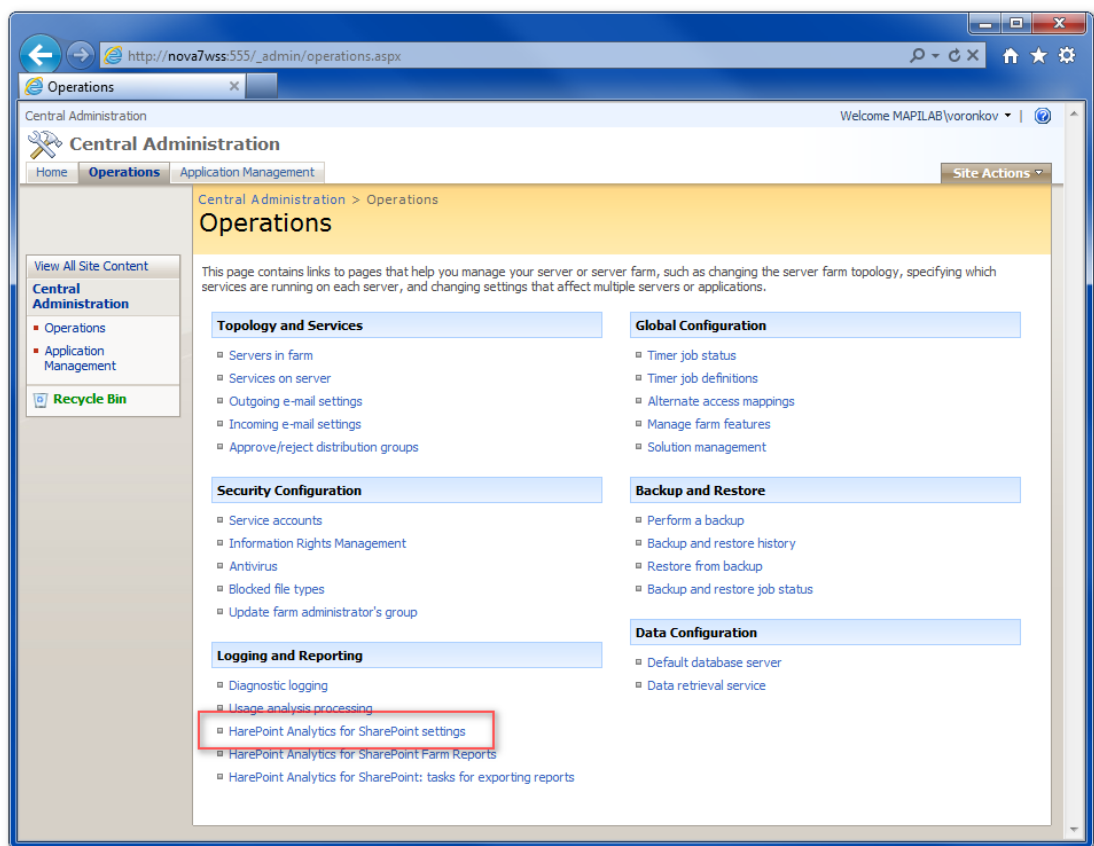 http://nova7wss:555/_admin/operations.aspx
Operations
Central Administration
Welcome MAPILAB\voronkov
Central Administration
Home Operations Application Management
Site Actions
Central Administration > Operations
Operations
View All Site Content
Central
Administration
Operations
Application
Management
Recycle Bin
This page contains links to pages that help you manage your server or server farm, such as changing the server farm topology, specifying which
services are running on each server, and changing settings that affect multiple servers or applications.
Topology and Services
Servers in farm
Services on server
Outgoing e-mail settings
Incoming e-mail settings
Approve/reject distribution groups
Security Configuration
Service accounts
Information Rights Management
Antivirus
Blocked file types
Update farm administrator's group
Logging and Reporting
Diagnostic logging
Usage analysis processing
HarePoint Analytics for SharePoint settings
HarePoint Analytics for SharePoint Farm Reports
HarePoint Analytics for SharePoint: tasks for exporting reports
Global Configuration
Timer job status
Timer job definitions
Alternate access mappings
Manage farm features
Solution management
Backup and Restore
Perform a backup
Backup and restore history
Restore from backup
Backup and restore job status
Data Configuration
Default database server
Data retrieval service